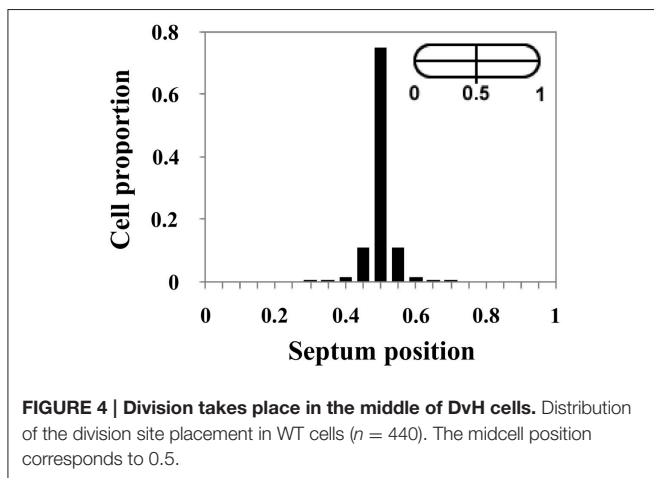 0.8
0.6
0.4
0.2
0
Cell proportion
0 0.5 1
0 0.2 0.4 0.6 0.8 1
Septum position
FIGURE 4 | Division takes place in the middle of DvH cells. Distribution
of the division site placement in WT cells (n = 440). The midcell position
corresponds to 0.5.